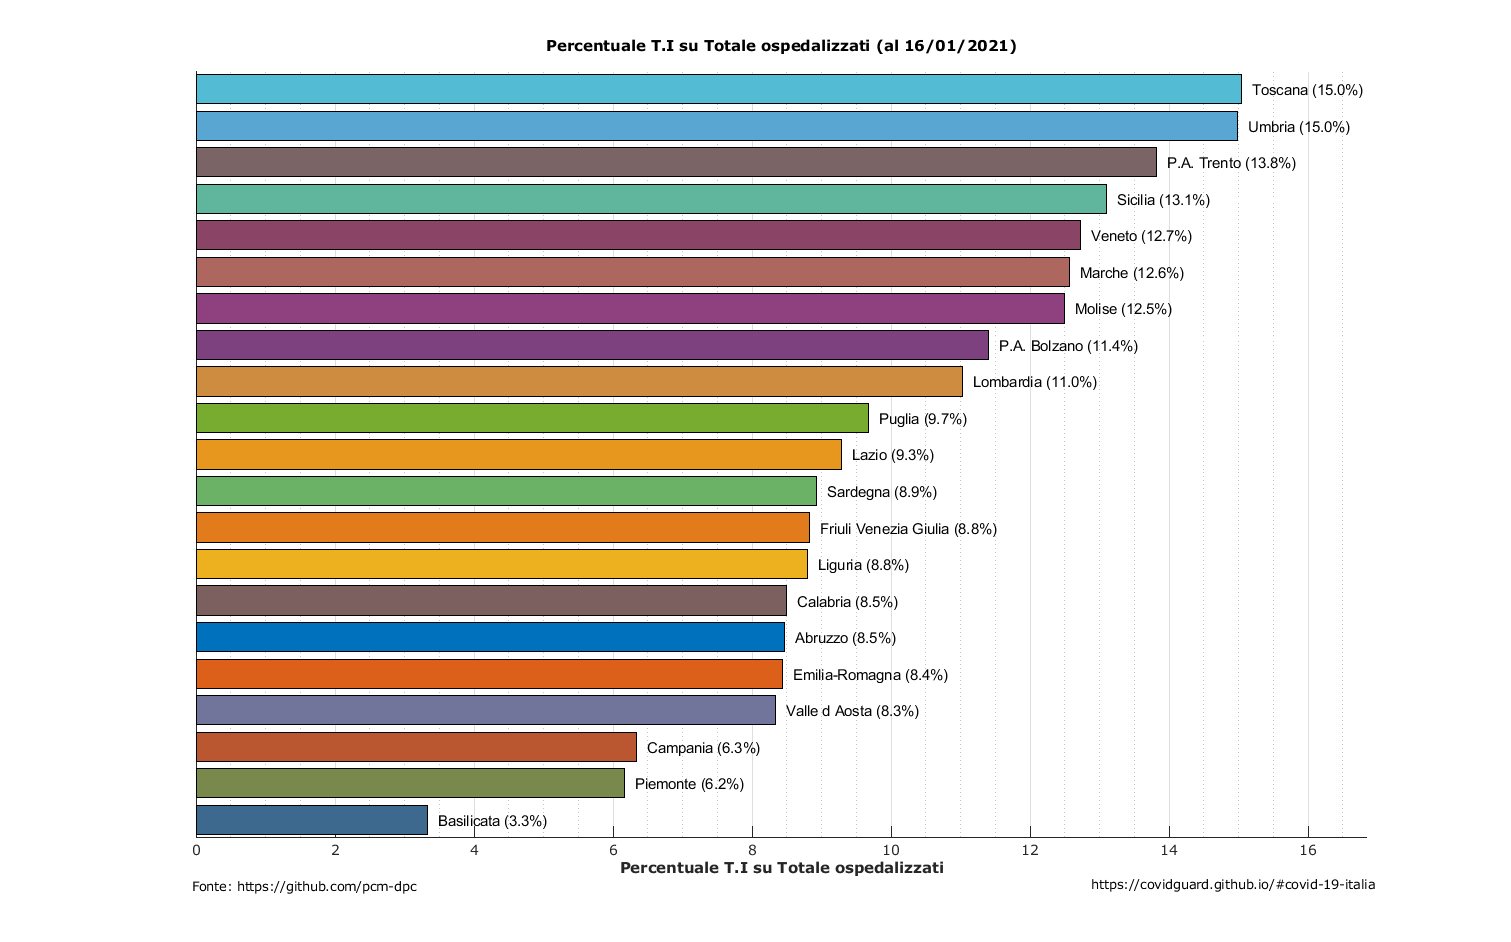 Percentuale T.I su Totale ospedalizzati (al 16/01/2021)
Toscana (15.0%)
Umbria (15.0%)
P.A. Trento (13.8%)
Sicilia (13.1%)
Veneto (12.7%)
Marche (12.6%)
Molise (12.5%)
P.A. Bolzano (11.4%)
Lombardia (11.0%)
Puglia (9.7%)
Lazio (9.3%)
Sardegna (8.9%)
Friuli Venezia Giulia (8.8%)
Liguria (8.8%)
Calabria (8.5%)
Abruzzo (8.5%)
Emilia-Romagna (8.4%)
Valle d Aosta (8.3%)
Campania (6.3%)
Piemonte (6.2%)
Basilicata (3.3%)
0 2 4 6 8 10 12 14 16
Percentuale T.I su Totale ospedalizzati
Fonte: https://github.com/pcm-dpc
https://covidguard.github.io/#covid-19-italia